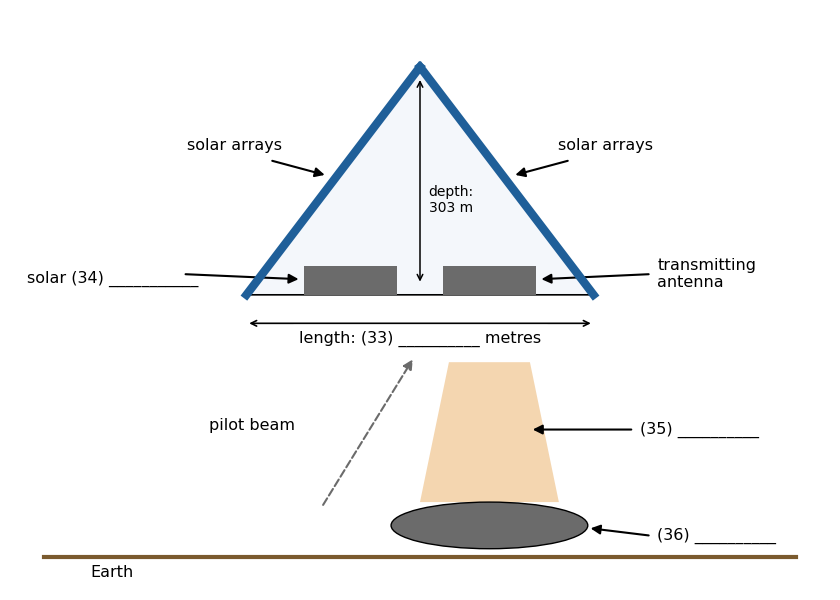 solar arrays
solar arrays
depth:
303 m
solar (34) ___________
transmitting
antenna
length: (33) __________ metres
pilot beam
(35) __________
(36) __________
Earth